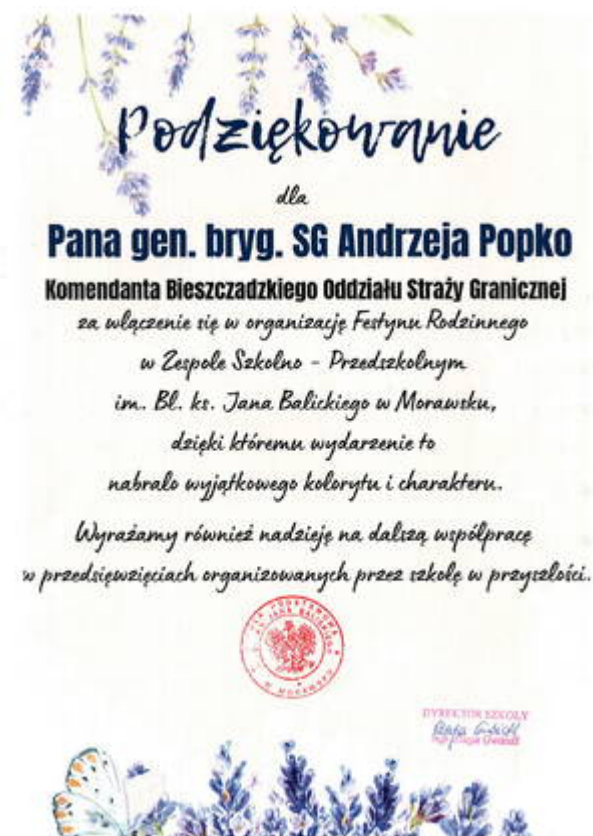 Podziękowanie
dla
Pana gen. bryg. SG Andrzeja Popko
Komendanta Bieszczadzkiego Oddziału Straży Granicznej
za włączenie się w organizację Festynu Rodzinnego
w Zespole Szkolno - Przedszkolnym
im. Bł. ks. Jana Balickiego w Morawsku,
dzięki któremu wydarzenie to
nabrało wyjątkowego kolorytu i charakteru.
Wyrażamy również nadzieję na dalszą współpracę
w przedsięwzięciach organizowanych przez szkołę w przyszłości.
DYREKTOR SZKOŁY